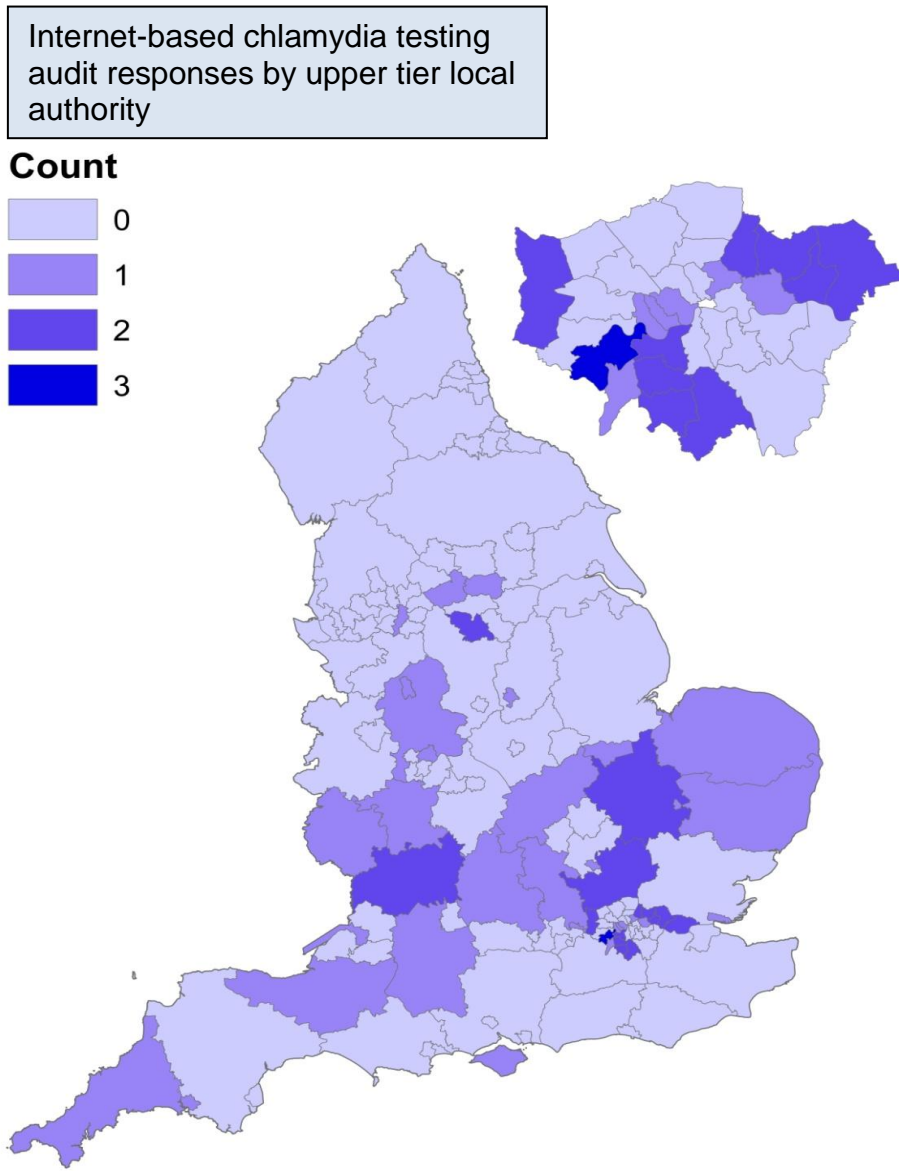 Internet-based chlamydia testing
audit responses by upper tier local
authority
Count
0
1
2
3